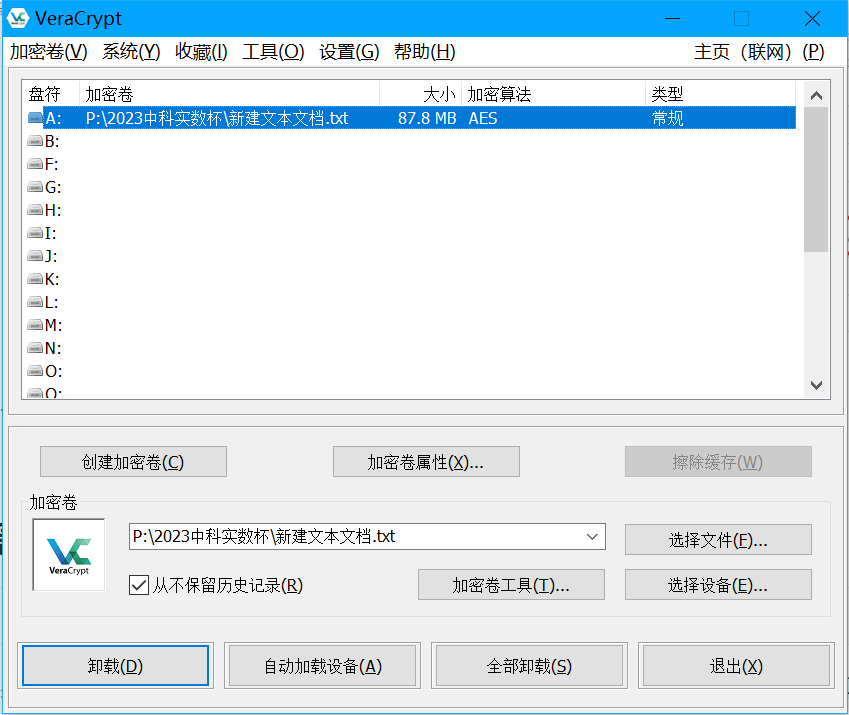 VeraCrypt
加密卷(V) 系统(Y) 收藏(I) 工具(O) 设置(G) 帮助(H) 主页（联网）(P)
盘符 加密卷 大小 加密算法 类型
A: P:\2023中科实数杯\新建文本文档.txt 87.8 MB AES 常规
B:
F:
G:
H:
I:
J:
K:
L:
M:
N:
O:
Q:
创建加密卷(C) 加密卷属性(X)... 擦除缓存(W)
加密卷
VeraCrypt
P:\2023中科实数杯\新建文本文档.txt 选择文件(F)...
从不保留历史记录(R) 加密卷工具(T)... 选择设备(E)...
卸载(D) 自动加载设备(A) 全部卸载(S) 退出(X)